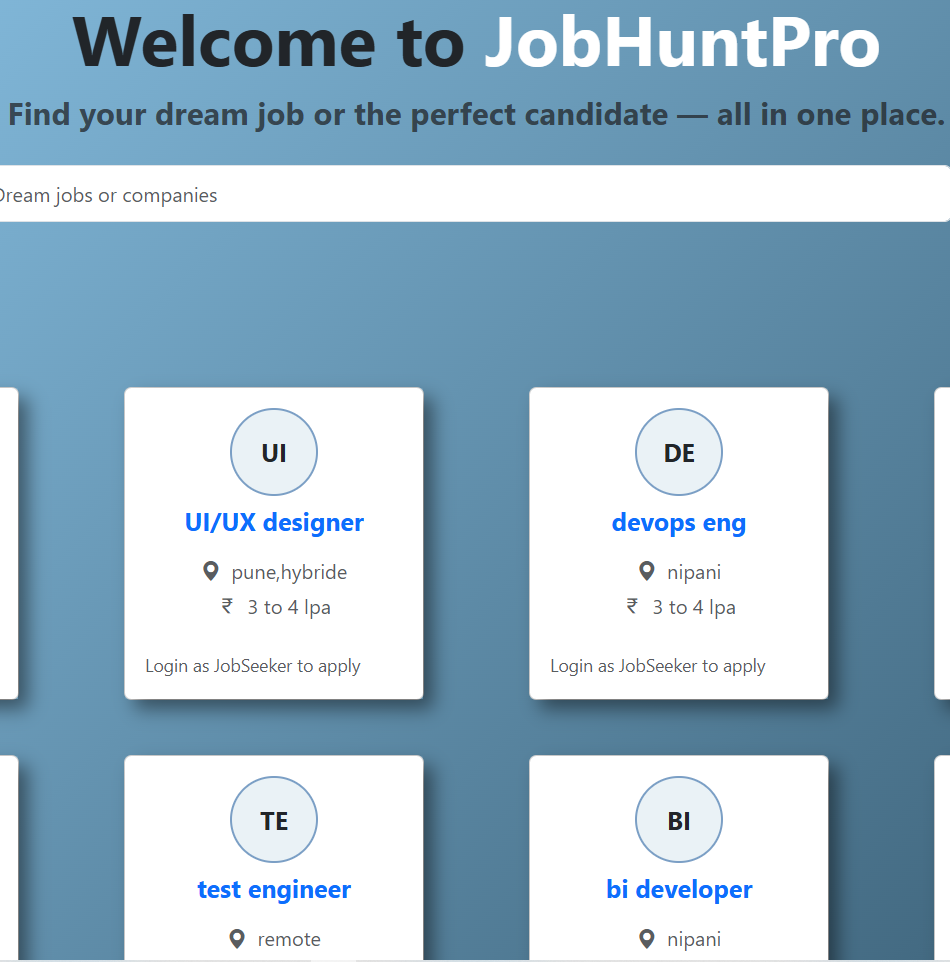 Welcome to JobHuntPro
Find your dream job or the perfect candidate — all in one place.
Dream jobs or companies
UI
UI/UX designer
pune,hybride
₹ 3 to 4 lpa
Login as JobSeeker to apply
DE
devops eng
nipani
₹ 3 to 4 lpa
Login as JobSeeker to apply
TE
test engineer
remote
BI
bi developer
nipani